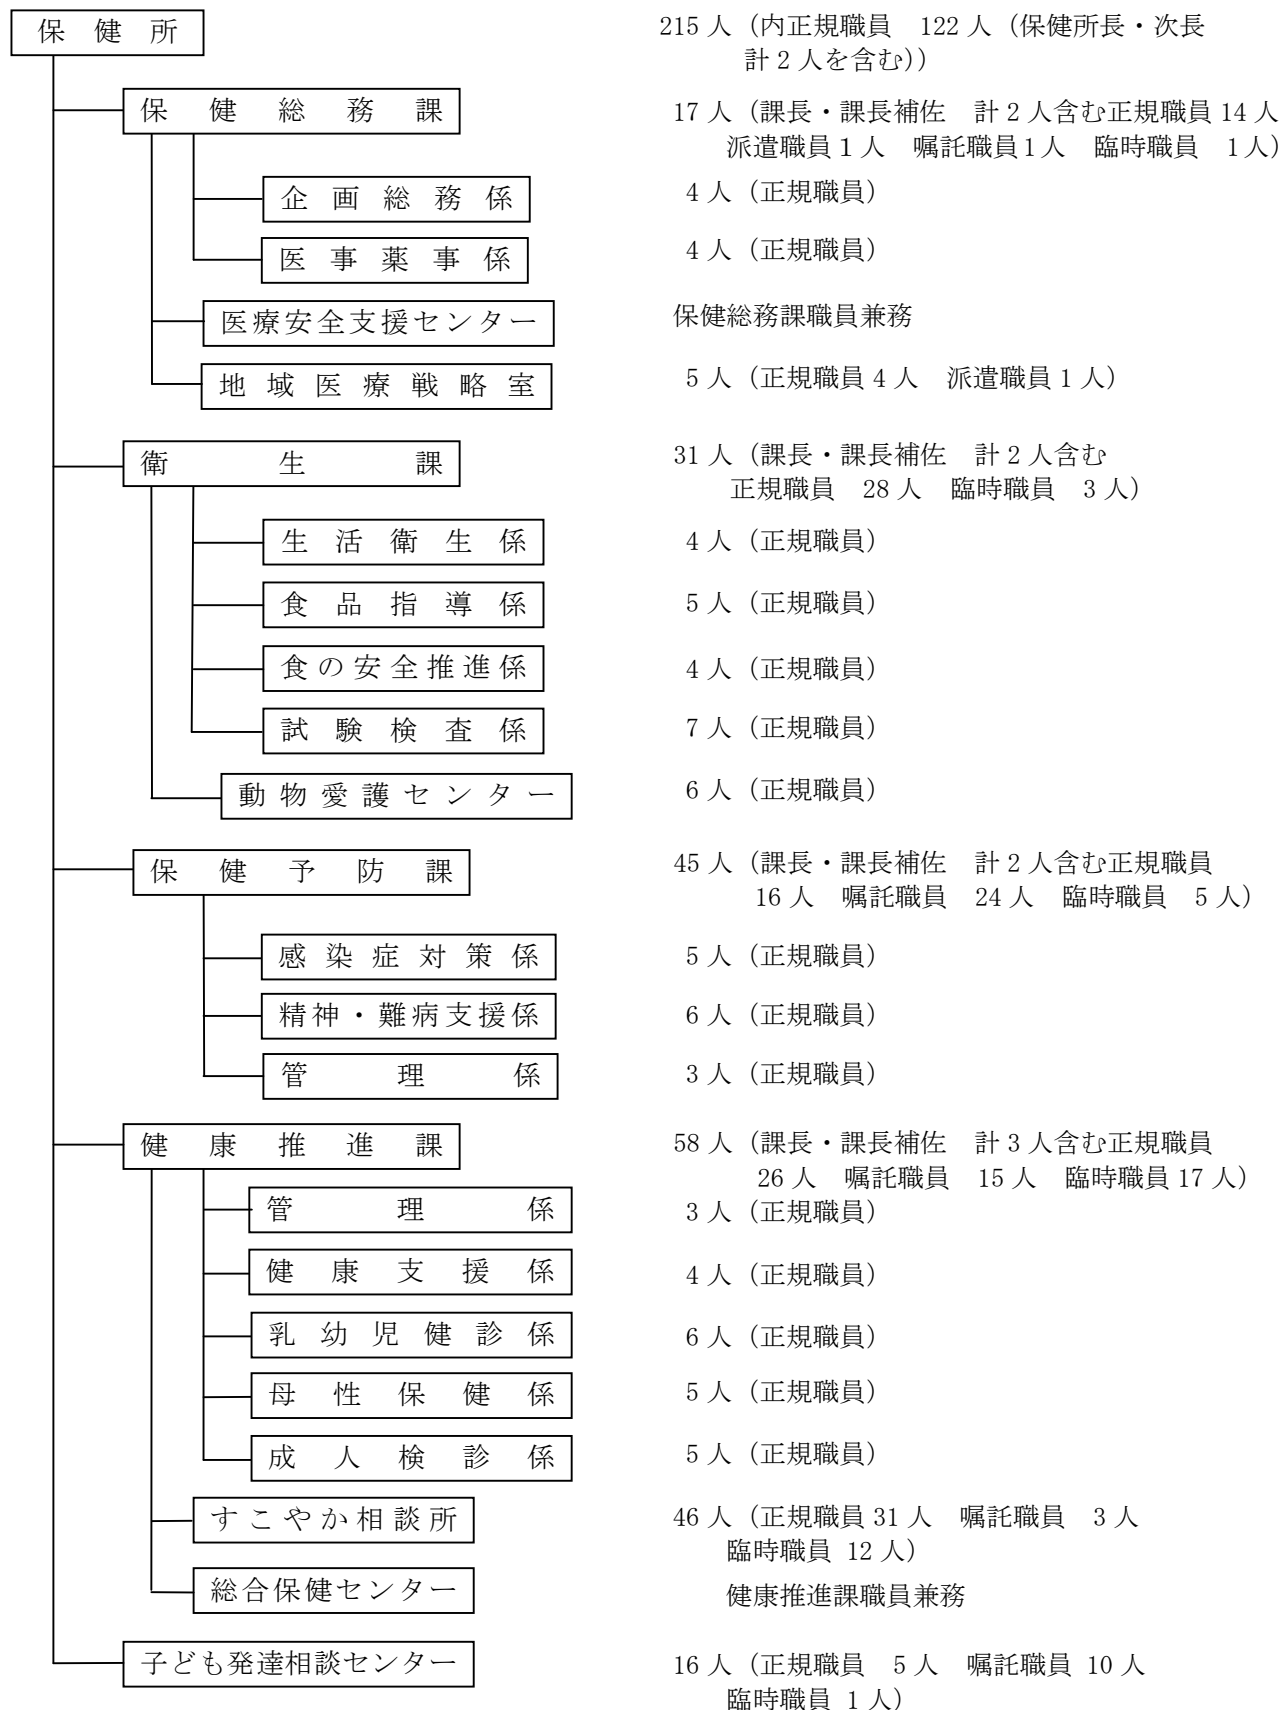 保健所 215人（内正規職員 122人（保健所長・次長
計2人を含む））
保健総務課 17人（課長・課長補佐 計2人含む正規職員14人
派遣職員1人 嘱託職員1人 臨時職員 1人）
企画総務係 4人（正規職員）
医事薬事係 4人（正規職員）
医療安全支援センター 保健総務課職員兼務
地域医療戦略室 5人（正規職員4人 派遣職員1人）
衛生課 31人（課長・課長補佐 計2人含む
正規職員 28人 臨時職員 3人）
生活衛生係 4人（正規職員）
食品指導係 5人（正規職員）
食の安全推進係 4人（正規職員）
試験検査係 7人（正規職員）
動物愛護センター 6人（正規職員）
保健予防課 45人（課長・課長補佐 計2人含む正規職員
16人 嘱託職員 24人 臨時職員 5人）
感染症対策係 5人（正規職員）
精神・難病支援係 6人（正規職員）
管理係 3人（正規職員）
健康推進課 58人（課長・課長補佐 計3人含む正規職員
26人 嘱託職員 15人 臨時職員17人）
管理係 3人（正規職員）
健康支援係 4人（正規職員）
乳幼児健診係 6人（正規職員）
母性保健係 5人（正規職員）
成人検診係 5人（正規職員）
すこやか相談所 46人（正規職員31人 嘱託職員 3人
臨時職員 12人）
総合保健センター 健康推進課職員兼務
子ども発達相談センター 16人（正規職員 5人 嘱託職員 10人
臨時職員 1人）